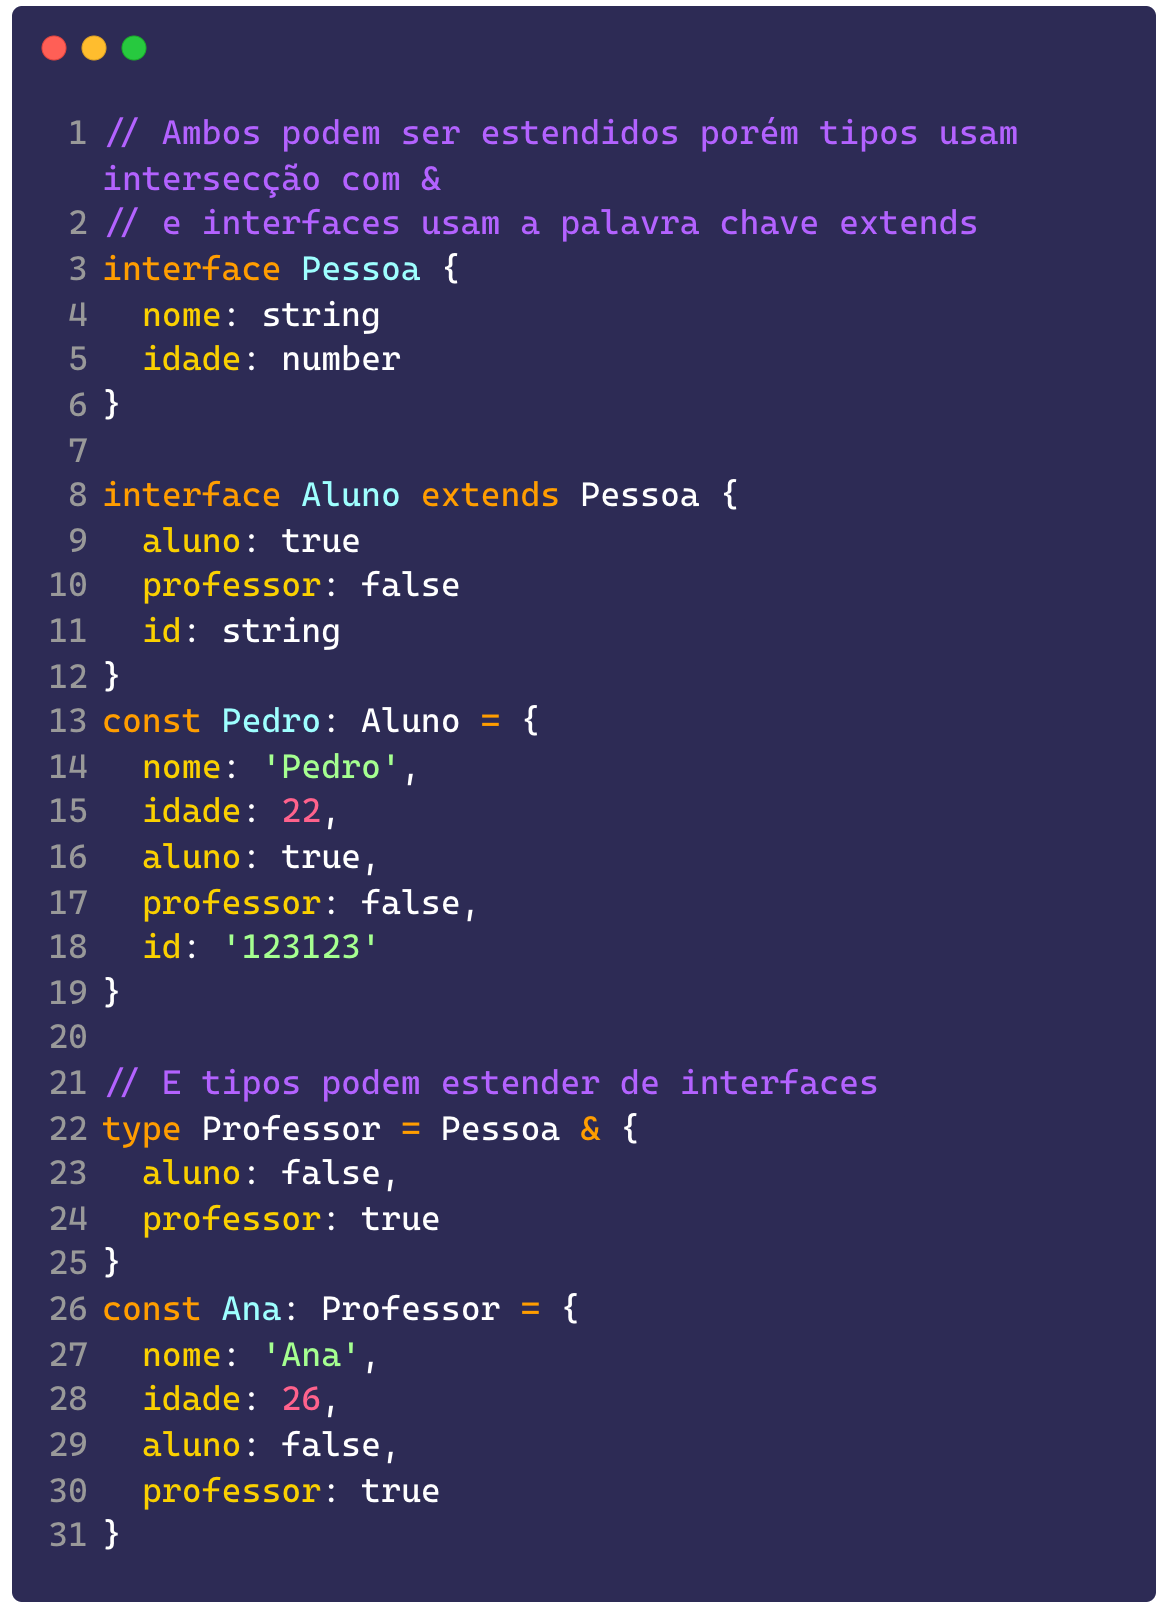 1 // Ambos podem ser estendidos porém tipos usam
intersecção com &
2 // e interfaces usam a palavra chave extends
3 interface Pessoa {
4   nome: string
5   idade: number
6 }
7
8 interface Aluno extends Pessoa {
9   aluno: true
10   professor: false
11   id: string
12 }
13 const Pedro: Aluno = {
14   nome: 'Pedro',
15   idade: 22,
16   aluno: true,
17   professor: false,
18   id: '123123'
19 }
20
21 // E tipos podem estender de interfaces
22 type Professor = Pessoa & {
23   aluno: false,
24   professor: true
25 }
26 const Ana: Professor = {
27   nome: 'Ana',
28   idade: 26,
29   aluno: false,
30   professor: true
31 }